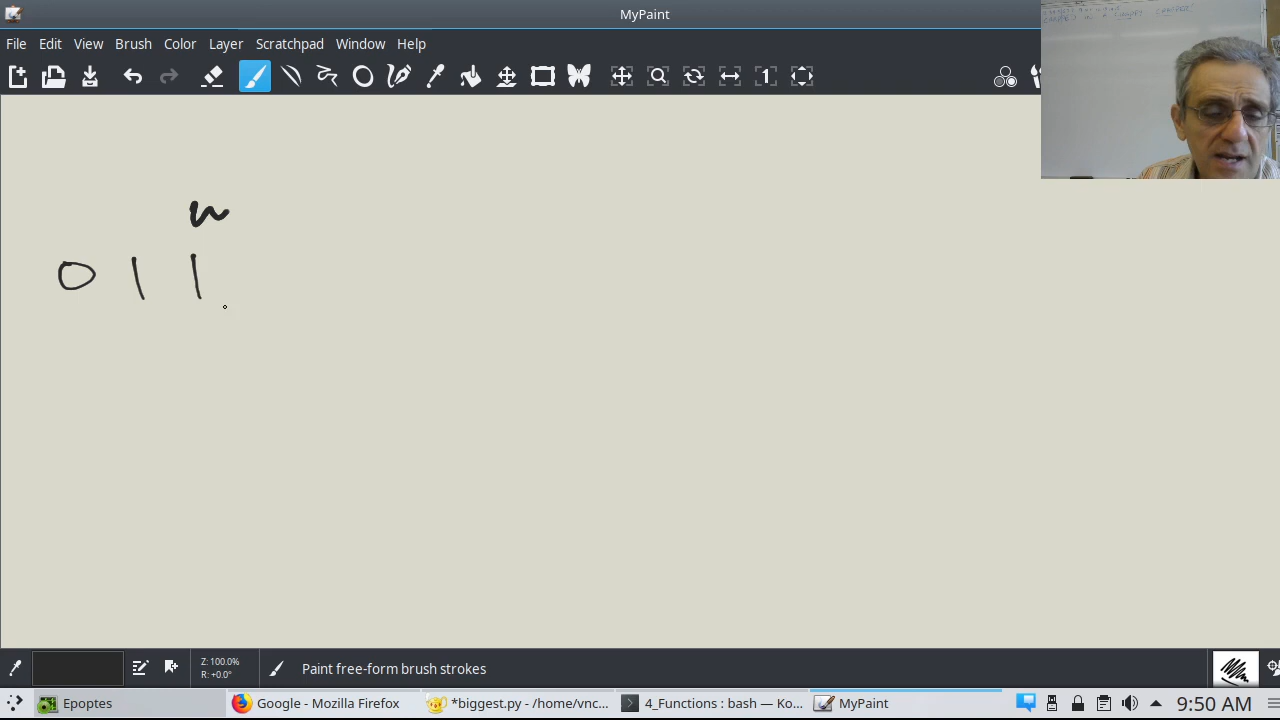 MyPaint
File Edit View Brush Color Layer Scratchpad Window Help
1
n
0 1 1
Z: 100.0%
R: +0.0°
Paint free-form brush strokes
Epoptes
Google - Mozilla Firefox
*biggest.py - /home/vnc...
4_Functions : bash — Ko...
MyPaint
9:50 AM